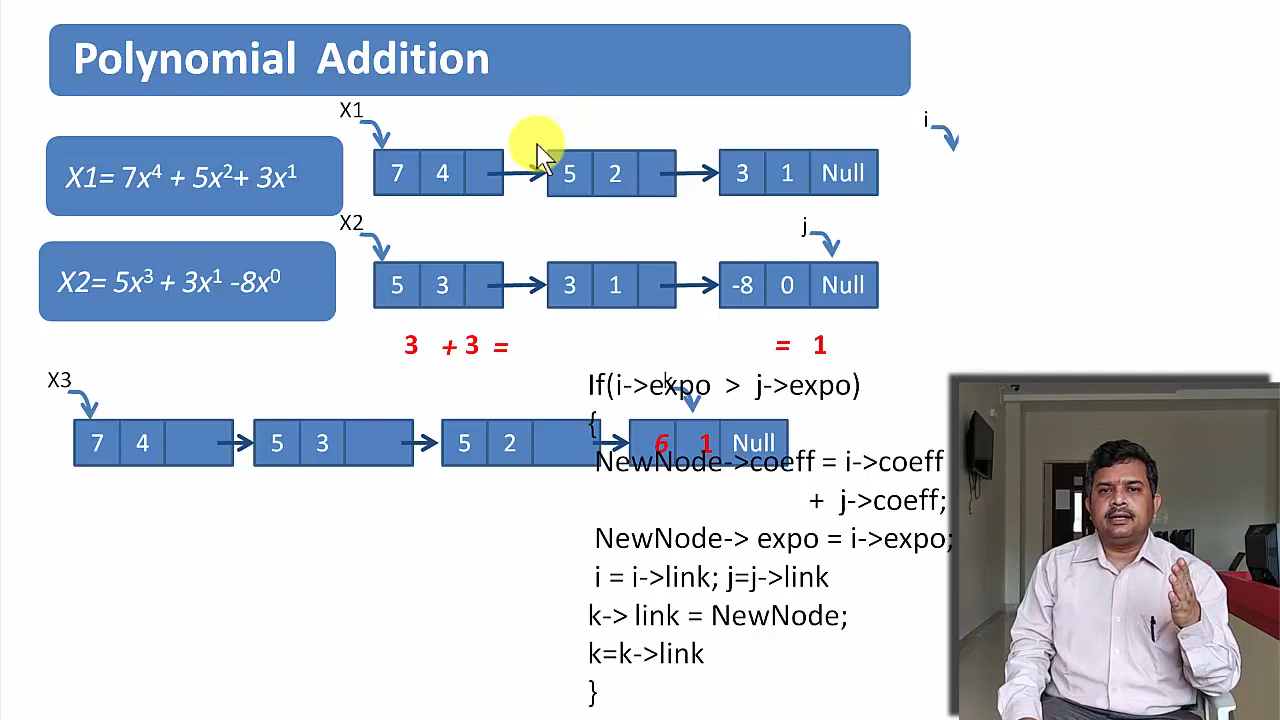 Polynomial Addition
X1
i
X1= 7x⁴ + 5x²+ 3x¹
7 4 5 2 3 1 Null
X2
j
X2= 5x³ + 3x¹ -8x⁰
5 3 3 1 -8 0 Null
3 + 3 = = 1
X3
k
If(i->expo > j->expo)
{
7 4 5 3 5 2 6 1 Null
NewNode->coeff = i->coeff
+ j->coeff;
NewNode-> expo = i->expo;
i = i->link; j=j->link
k-> link = NewNode;
k=k->link
}